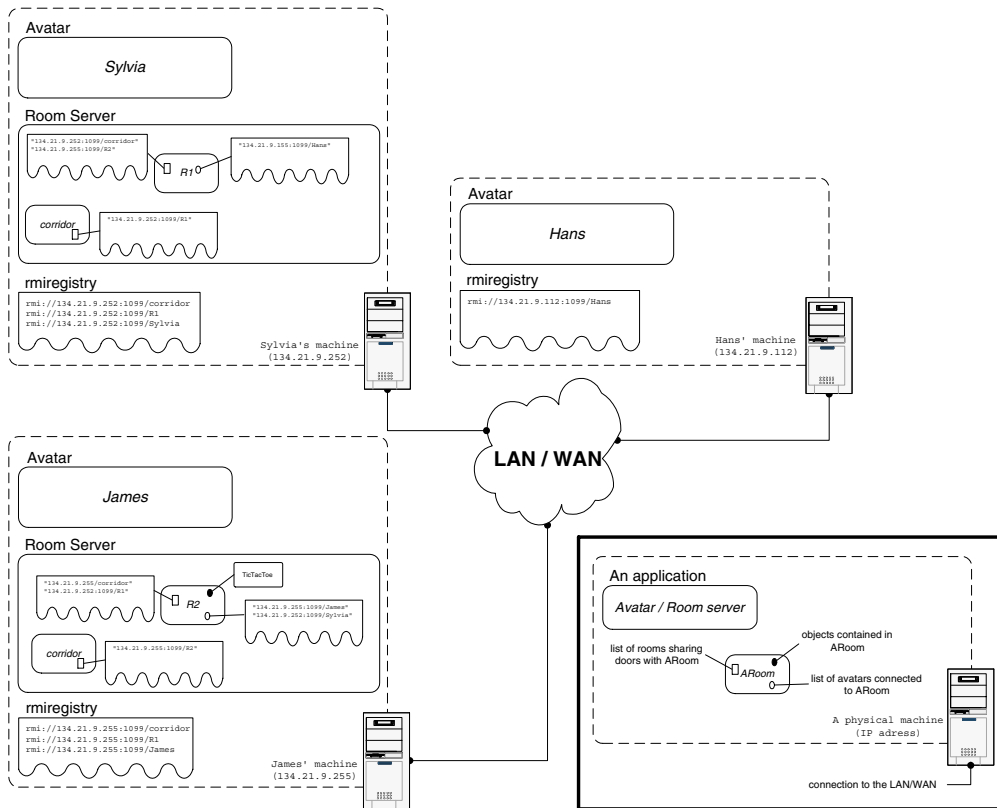 Avatar
Sylvia
Room Server
"134.21.9.252:1099/corridor"
"134.21.9.255:1099/R2"
R1
"134.21.9.155:1099/Hans"
corridor
"134.21.9.252:1099/R1"
rmiregistry
rmi://134.21.9.252:1099/corridor
rmi://134.21.9.252:1099/R1
rmi://134.21.9.252:1099/Sylvia
Sylvia's machine
(134.21.9.252)
Avatar
Hans
rmiregistry
rmi://134.21.9.112:1099/Hans
Hans' machine
(134.21.9.112)
LAN / WAN
Avatar
James
Room Server
TicTacToe
"134.21.9.255/corridor"
"134.21.9.252:1099/R1"
R2
"134.21.9.255:1099/James"
"134.21.9.252:1099/Sylvia"
corridor
"134.21.9.255:1099/R2"
rmiregistry
rmi://134.21.9.255:1099/corridor
rmi://134.21.9.255:1099/R1
rmi://134.21.9.255:1099/James
James' machine
(134.21.9.255)
An application
Avatar / Room server
list of rooms sharing
doors with ARoom
ARoom
objects contained in
ARoom
list of avatars connected
to ARoom
A physical machine
(IP adress)
connection to the LAN/WAN